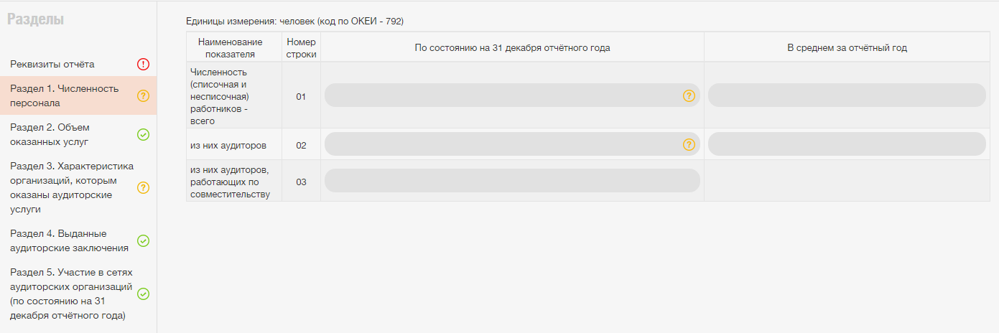 Разделы
Реквизиты отчёта
Раздел 1. Численность
персонала
Раздел 2. Объем
оказанных услуг
Раздел 3. Характеристика
организаций, которым
оказаны аудиторские
услуги
Раздел 4. Выданные
аудиторские заключения
Раздел 5. Участие в сетях
аудиторских организаций
(по состоянию на 31
декабря отчётного года)
Единицы измерения: человек (код по ОКЕИ - 792)
Наименование
показателя
Номер
строки
По состоянию на 31 декабря отчётного года
В среднем за отчётный год
Численность
(списочная и
несписочная)
работников -
всего
01
из них аудиторов
02
из них аудиторов,
работающих по
совместительству
03